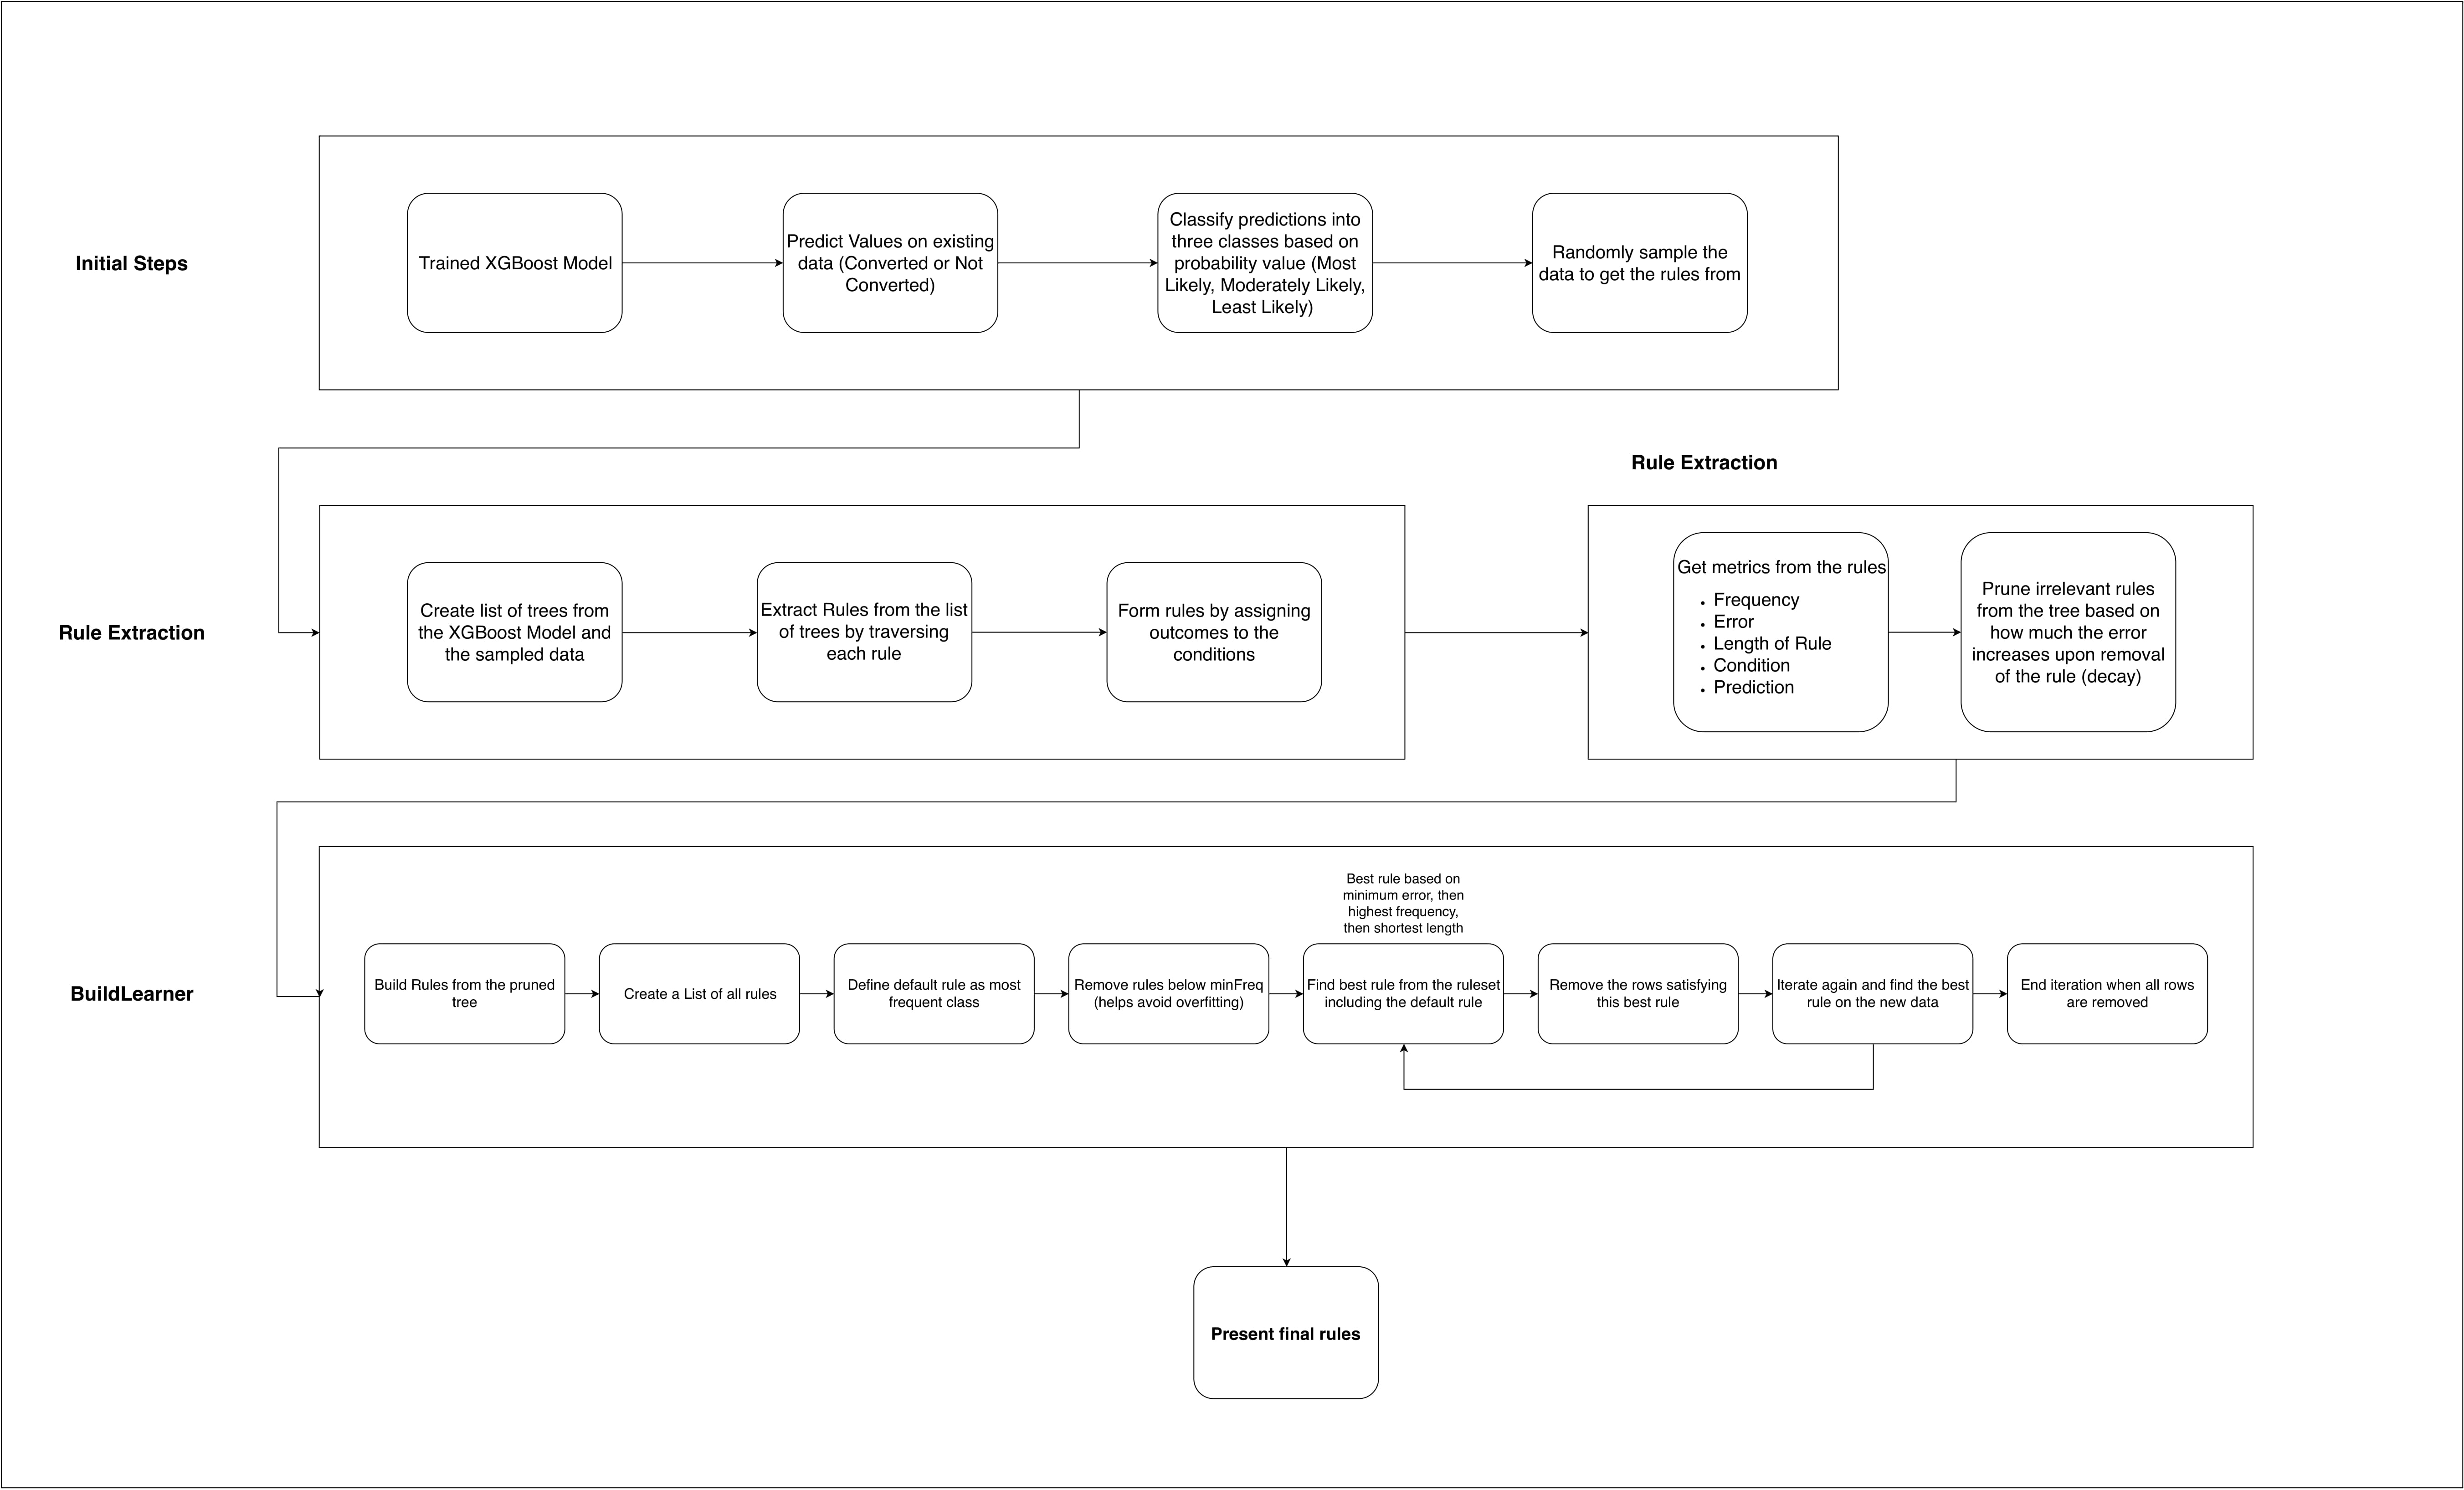 Initial Steps
Trained XGBoost Model
Predict Values on existing
data (Converted or Not
Converted)
Classify predictions into
three classes based on
probability value (Most
Likely, Moderately Likely,
Least Likely)
Randomly sample the
data to get the rules from
Rule Extraction
Rule Extraction
Create list of trees from
the XGBoost Model and
the sampled data
Extract Rules from the list
of trees by traversing
each rule
Form rules by assigning
outcomes to the
conditions
Get metrics from the rules
• Frequency
• Error
• Length of Rule
• Condition
• Prediction
Prune irrelevant rules
from the tree based on
how much the error
increases upon removal
of the rule (decay)
BuildLearner
Build Rules from the pruned
tree
Create a List of all rules
Define default rule as most
frequent class
Remove rules below minFreq
(helps avoid overfitting)
Best rule based on
minimum error, then
highest frequency,
then shortest length
Find best rule from the ruleset
including the default rule
Remove the rows satisfying
this best rule
Iterate again and find the best
rule on the new data
End iteration when all rows
are removed
Present final rules